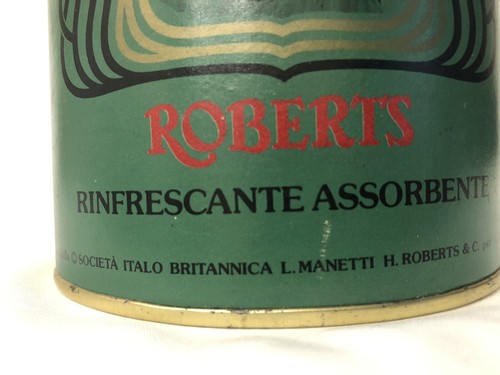 ROBERTS
RINFRESCANTE ASSORBENTE
© SOCIETÀ ITALO BRITANNICA L. MANETTI H. ROBERTS & C.